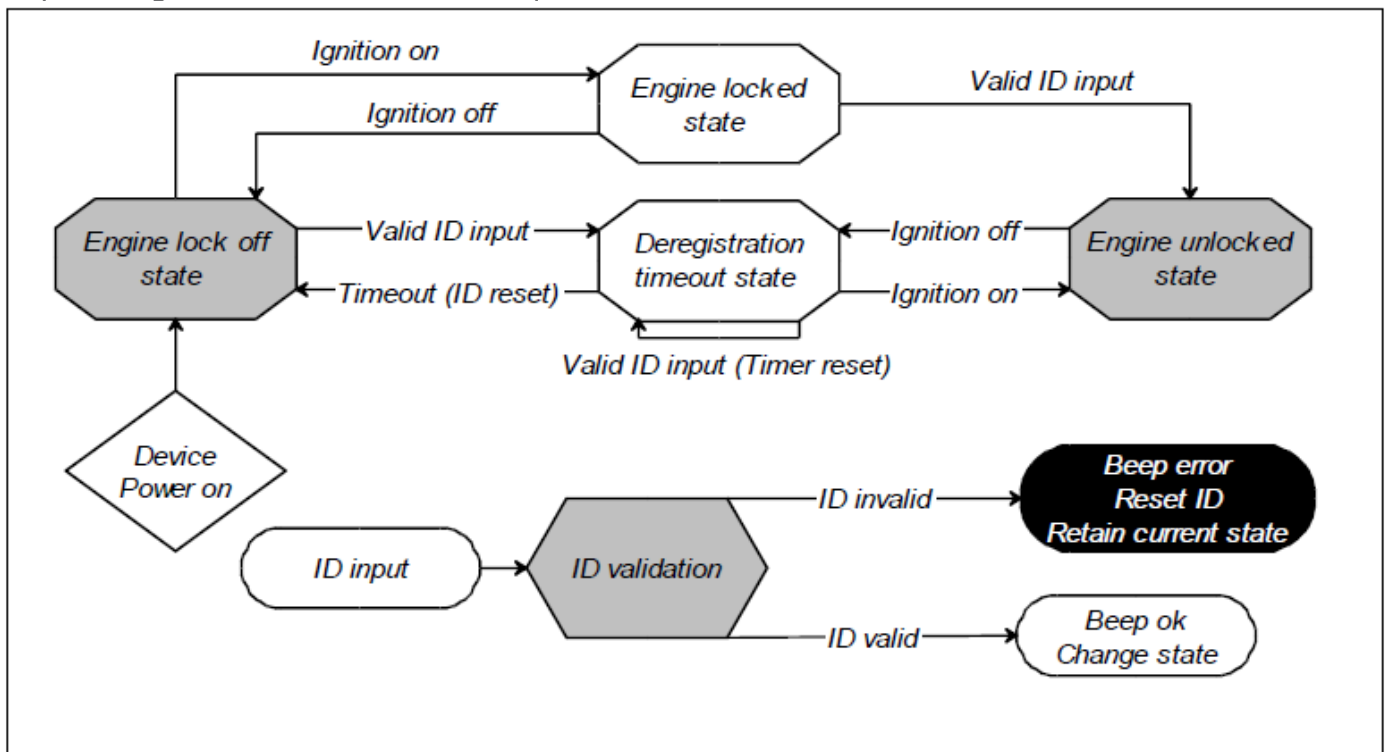 Ignition on
Engine locked
state
Valid ID input
Ignition off
Engine lock off
state
Valid ID input
Timeout (ID reset)
Deregistration
timeout state
Ignition off
Ignition on
Engine unlocked
state
Valid ID input (Timer reset)
Device
Power on
ID input
ID validation
ID invalid
Beep error
Reset ID
Retain current state
ID valid
Beep ok
Change state